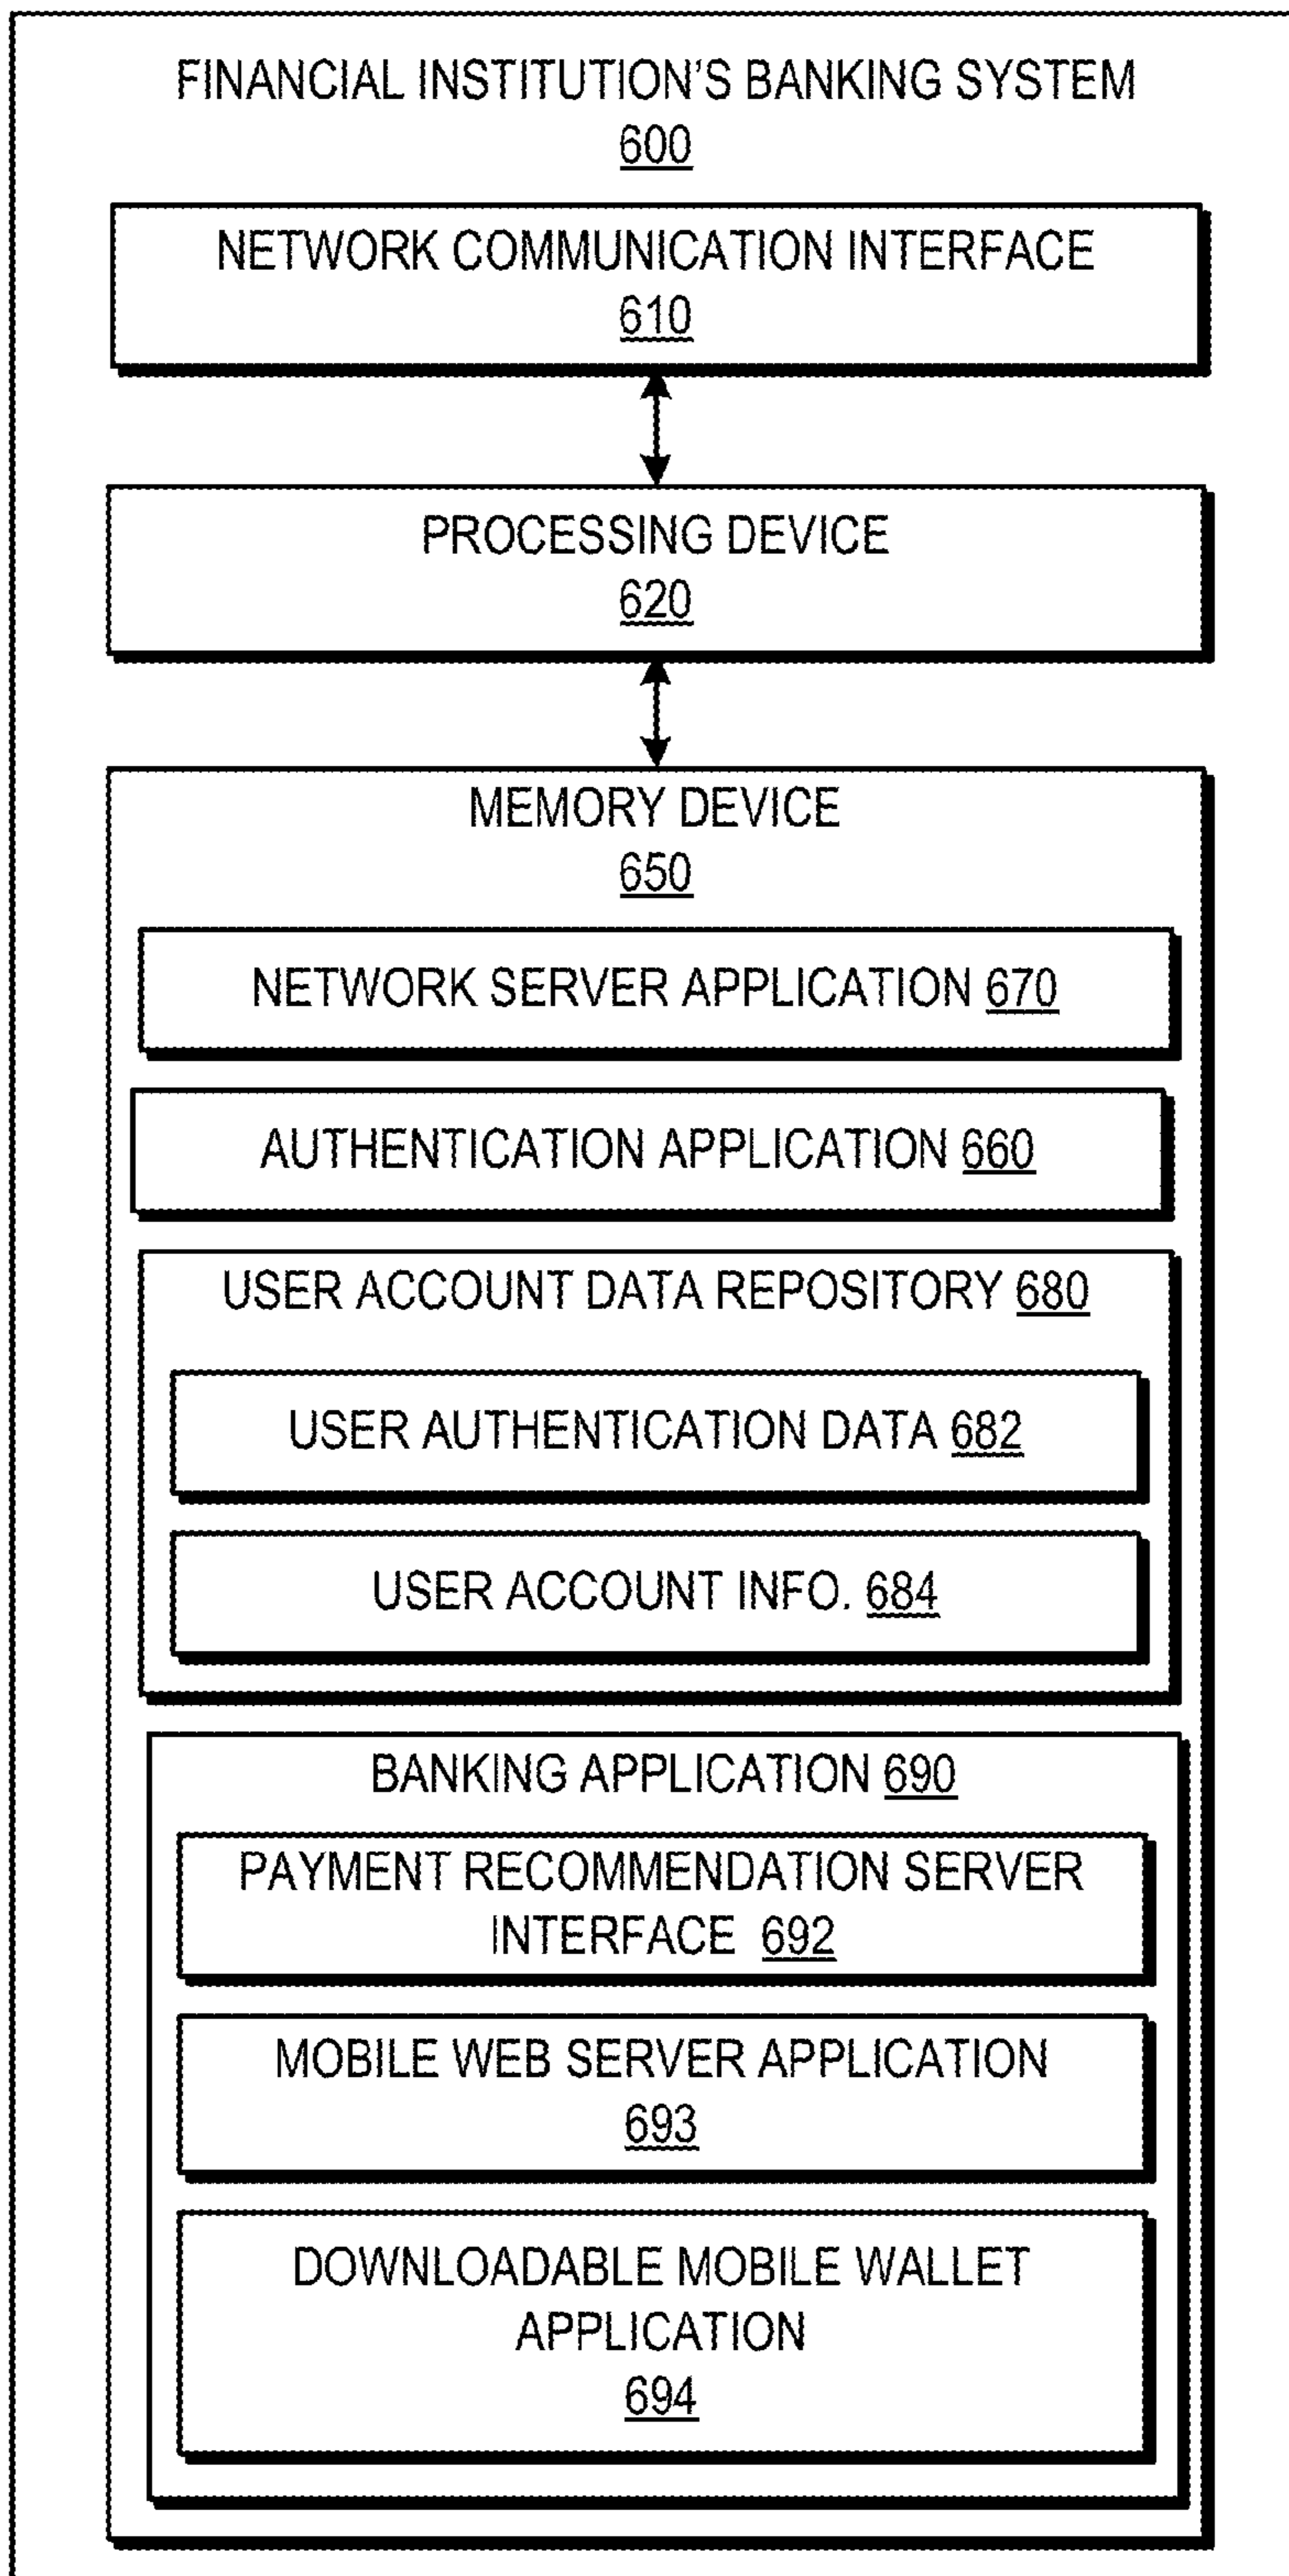 FINANCIAL INSTITUTION'S BANKING SYSTEM
600
NETWORK COMMUNICATION INTERFACE
610
PROCESSING DEVICE
620
MEMORY DEVICE
650
NETWORK SERVER APPLICATION 670
AUTHENTICATION APPLICATION 660
USER ACCOUNT DATA REPOSITORY 680
USER AUTHENTICATION DATA 682
USER ACCOUNT INFO. 684
BANKING APPLICATION 690
PAYMENT RECOMMENDATION SERVER
INTERFACE 692
MOBILE WEB SERVER APPLICATION
693
DOWNLOADABLE MOBILE WALLET
APPLICATION
694